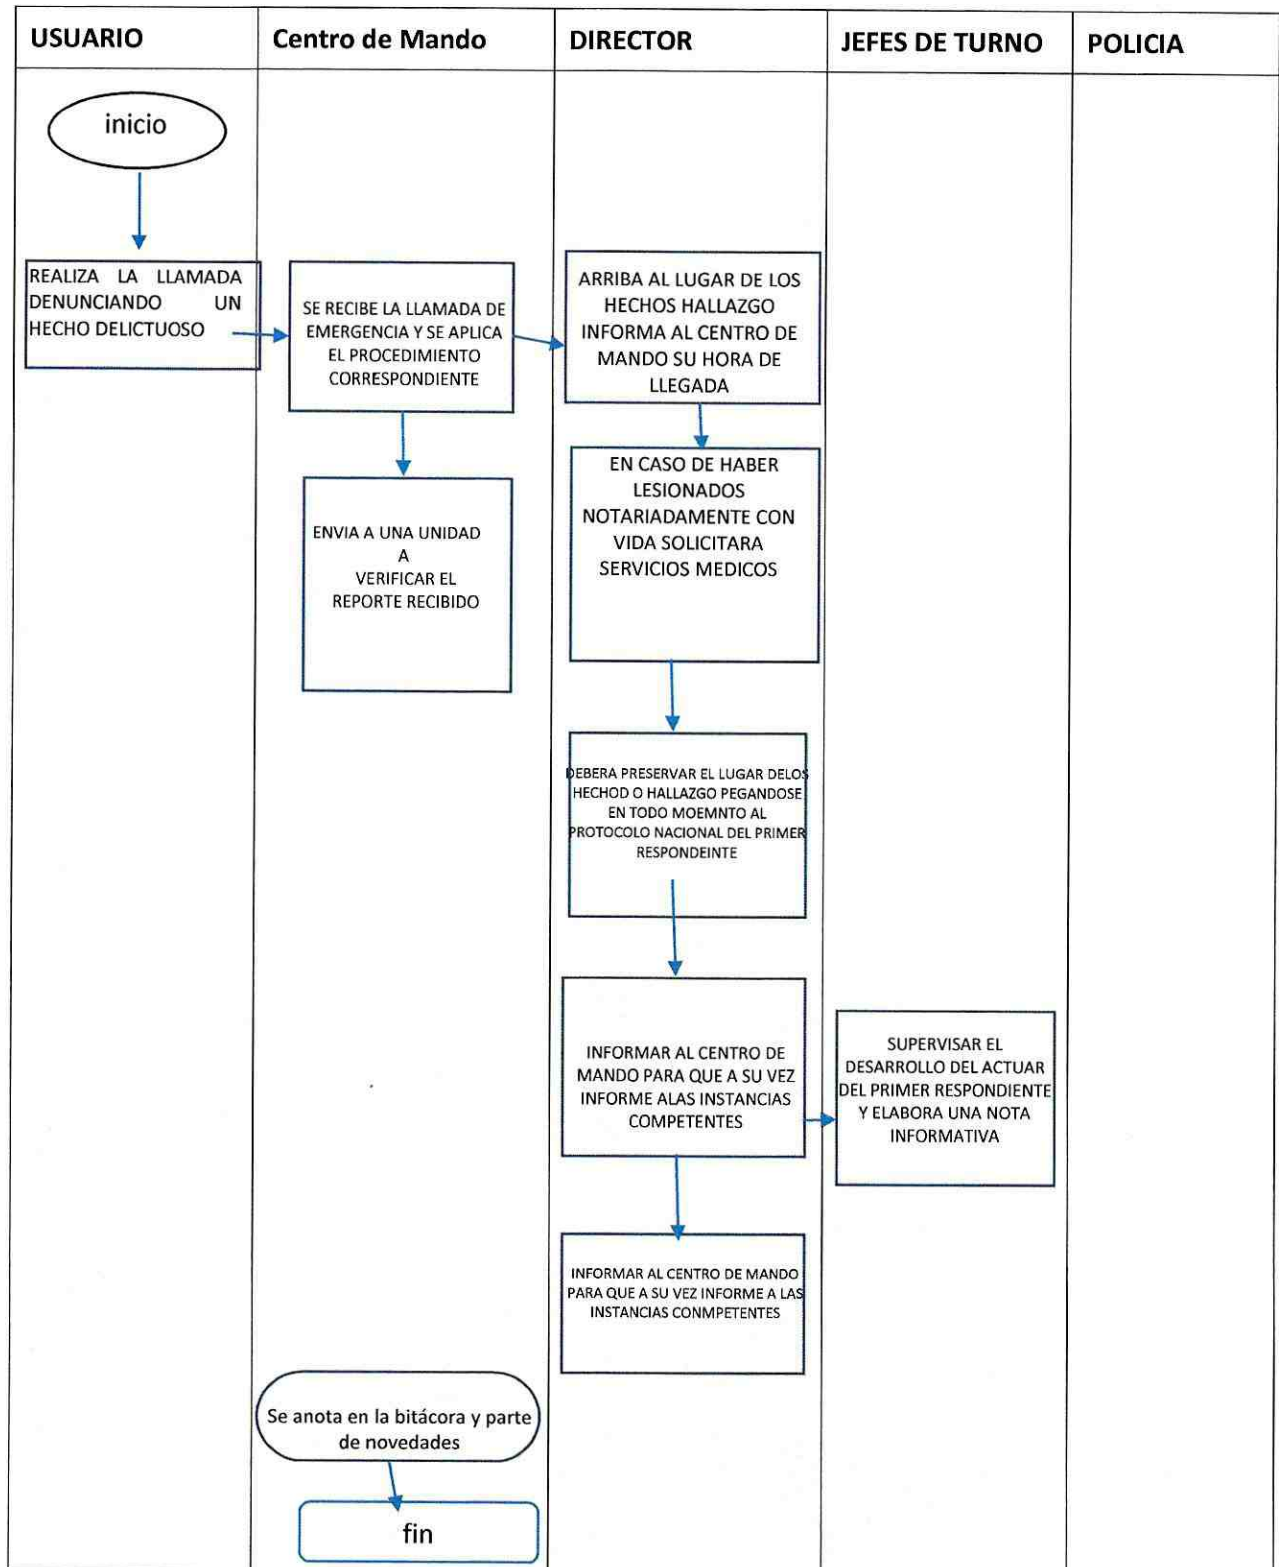 USUARIO
Centro de Mando
DIRECTOR
JEFES DE TURNO
POLICIA
inicio
REALIZA LA LLAMADA
DENUNCIANDO UN
HECHO DELICTUOSO
SE RECIBE LA LLAMADA DE
EMERGENCIA Y SE APLICA
EL PROCEDIMIENTO
CORRESPONDIENTE
ARRIBA AL LUGAR DE LOS
HECHOS HALLAZGO
INFORMA AL CENTRO DE
MANDO SU HORA DE
LLEGADA
ENVIA A UNA UNIDAD
A
VERIFICAR EL
REPORTE RECIBIDO
EN CASO DE HABER
LESIONADOS
NOTARIADAMENTE CON
VIDA SOLICITARA
SERVICIOS MEDICOS
DEBERA PRESERVAR EL LUGAR DELOS
HECHOD O HALLAZGO PEGANDOSE
EN TODO MOEMNTO AL
PROTOCOLO NACIONAL DEL PRIMER
RESPONDEINTE
INFORMAR AL CENTRO DE
MANDO PARA QUE A SU VEZ
INFORME ALAS INSTANCIAS
COMPETENTES
SUPERVISAR EL
DESARROLLO DEL ACTUAR
DEL PRIMER RESPONDIENTE
Y ELABORA UNA NOTA
INFORMATIVA
INFORMAR AL CENTRO DE MANDO
PARA QUE A SU VEZ INFORME A LAS
INSTANCIAS CONMPETENTES
Se anota en la bitácora y parte
de novedades
fin